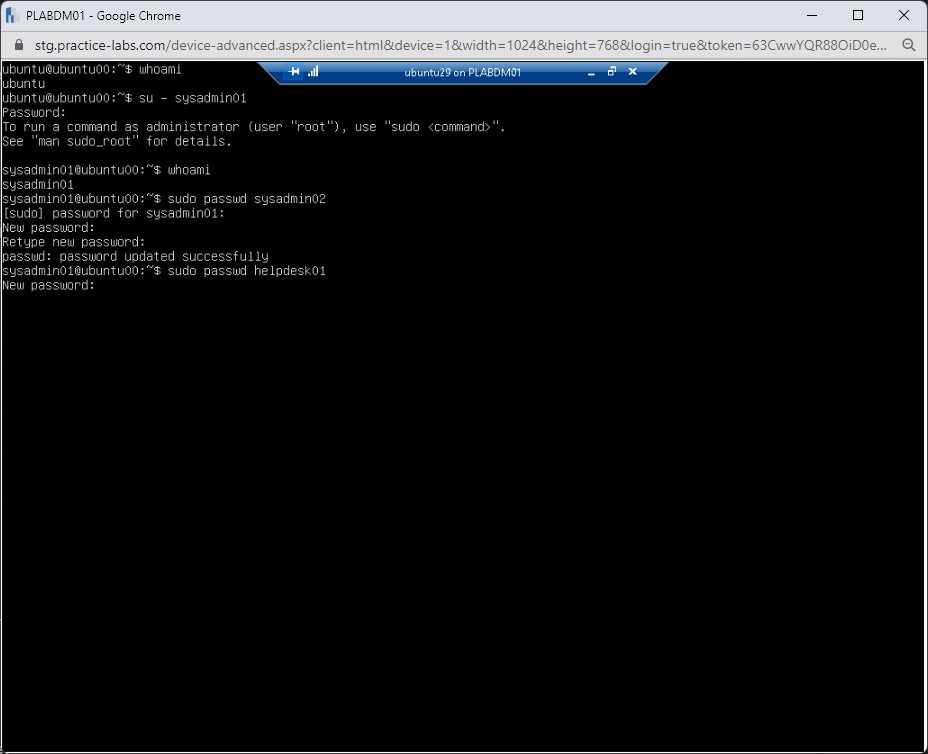 PLABDM01 - Google Chrome
stg.practice-labs.com/device-advanced.aspx?client=html&device=1&width=1024&height=768&login=true&token=63CwwYQR88OiD0e...
ubuntu29 on PLABDM01
ubuntu@ubuntu00:~$ whoami
ubuntu
ubuntu@ubuntu00:~$ su - sysadmin01
Password:
To run a command as administrator (user "root"), use "sudo <command>".
See "man sudo_root" for details.
sysadmin01@ubuntu00:~$ whoami
sysadmin01
sysadmin01@ubuntu00:~$ sudo passwd sysadmin02
[sudo] password for sysadmin01:
New password:
Retype new password:
passwd: password updated successfully
sysadmin01@ubuntu00:~$ sudo passwd helpdesk01
New password: